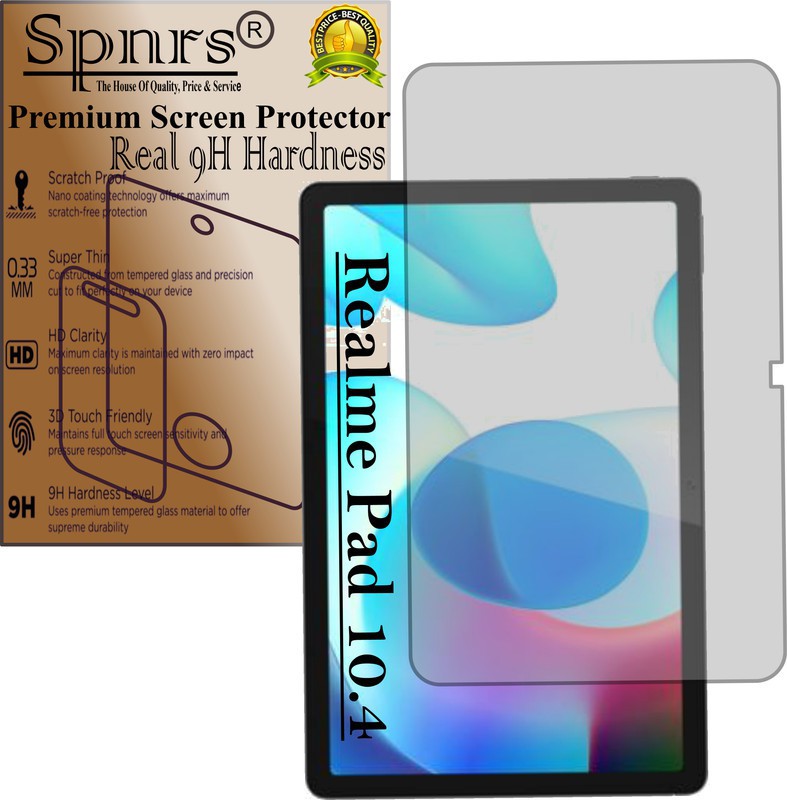 Spnrs®
The House Of Quality, Price & Service
BEST PRICE-BEST QUALITY
Premium Screen Protector
Real 9H Hardness
Scratch Proof
Nano coating technology offers maximum
scratch-free protection
0.33
MM
Super Thin
Constructed from tempered glass and precision
cut to fit perfectly on your device
HD
HD Clarity
Maximum clarity is maintained with zero impact
on screen resolution
3D Touch Friendly
Maintains full touch screen sensitivity and
pressure response
9H
9H Hardness Level
Uses premium tempered glass material to offer
supreme durability
Realme Pad 10.4